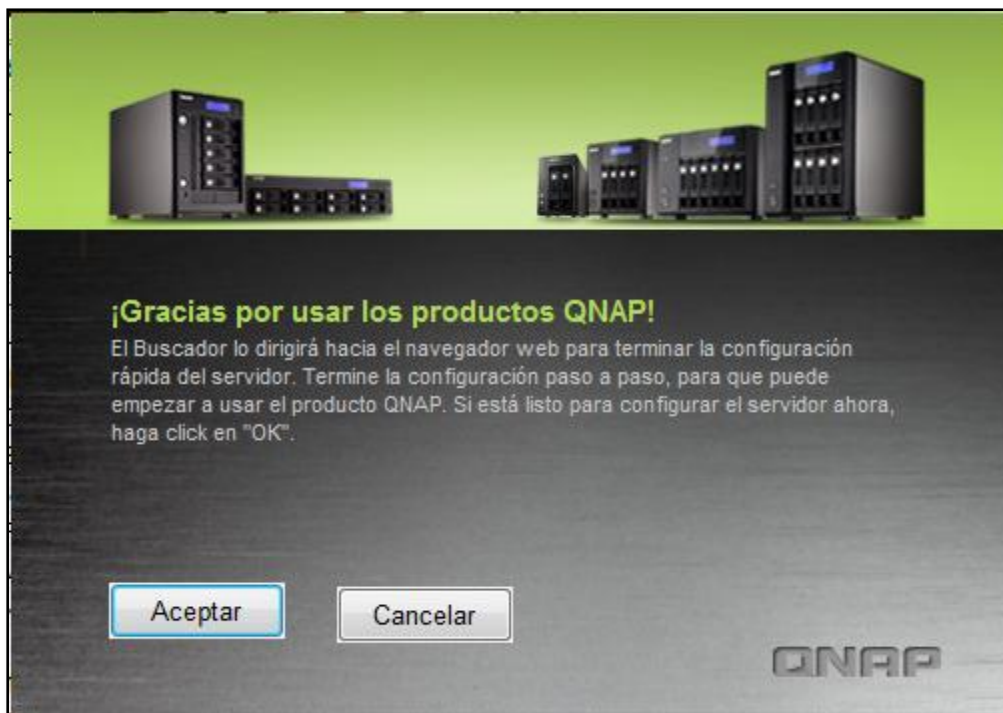 ¡Gracias por usar los productos QNAP!
El Buscador lo dirigirá hacia el navegador web para terminar la configuración
rápida del servidor. Termine la configuración paso a paso, para que puede
empezar a usar el producto QNAP. Si está listo para configurar el servidor ahora,
haga click en "OK".
Aceptar
Cancelar
QNAP